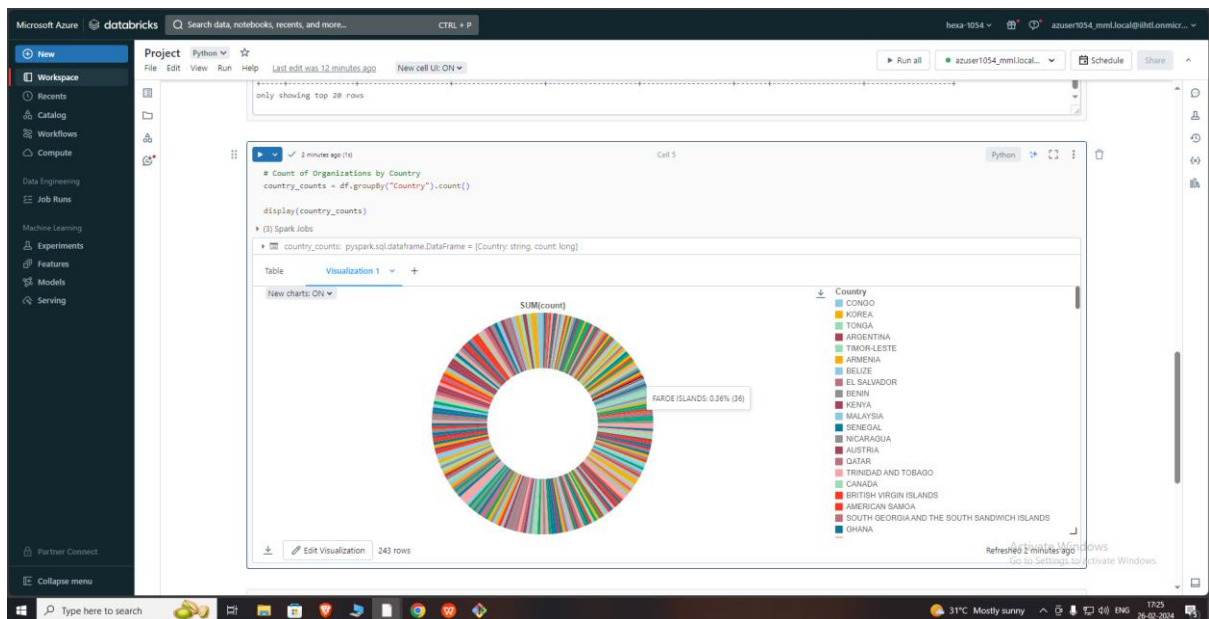 Microsoft Azure
databricks
Search data, notebooks, recents, and more...
CTRL + P
hexa-1054
azuser1054_mml.local@iihtl.onmicr...
New
Workspace
Recents
Catalog
Workflows
Compute
Data Engineering
Job Runs
Machine Learning
Experiments
Features
Models
Serving
Partner Connect
Collapse menu
Project
Python
File Edit View Run Help
Last edit was 12 minutes ago
New cell UI: ON
Run all
azuser1054_mml.local...
Schedule
Share
only showing top 20 rows
2 minutes ago (1s)
Cell 5
Python
# Count of Organizations by Country
country_counts = df.groupBy("Country").count()
display(country_counts)
(3) Spark Jobs
country_counts: pyspark.sql.dataframe.DataFrame = [Country: string, count: long]
Table
Visualization 1
+
New charts: ON
SUM(count)
FAROE ISLANDS: 0.36% (36)
Country
CONGO
KOREA
TONGA
ARGENTINA
TIMOR-LESTE
ARMENIA
BELIZE
EL SALVADOR
BENIN
KENYA
MALAYSIA
SENEGAL
NICARAGUA
AUSTRIA
QATAR
TRINIDAD AND TOBAGO
CANADA
BRITISH VIRGIN ISLANDS
AMERICAN SAMOA
SOUTH GEORGIA AND THE SOUTH SANDWICH ISLANDS
GHANA
Edit Visualization
243 rows
Refreshed 2 minutes ago
Activate Windows
Go to Settings to activate Windows.
Type here to search
31°C Mostly sunny
ENG
17:25
26-02-2024